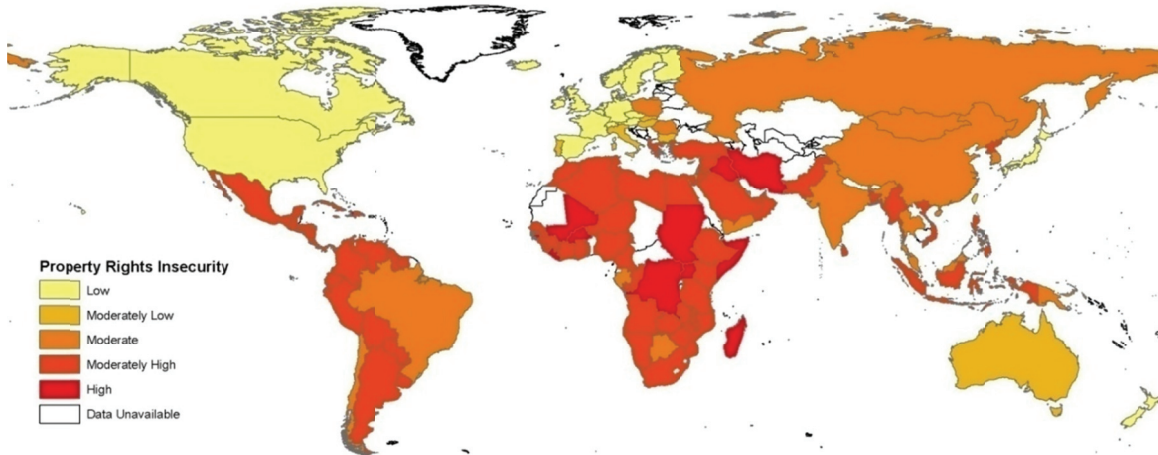 Property Rights Insecurity
Low
Moderately Low
Moderate
Moderately High
High
Data Unavailable